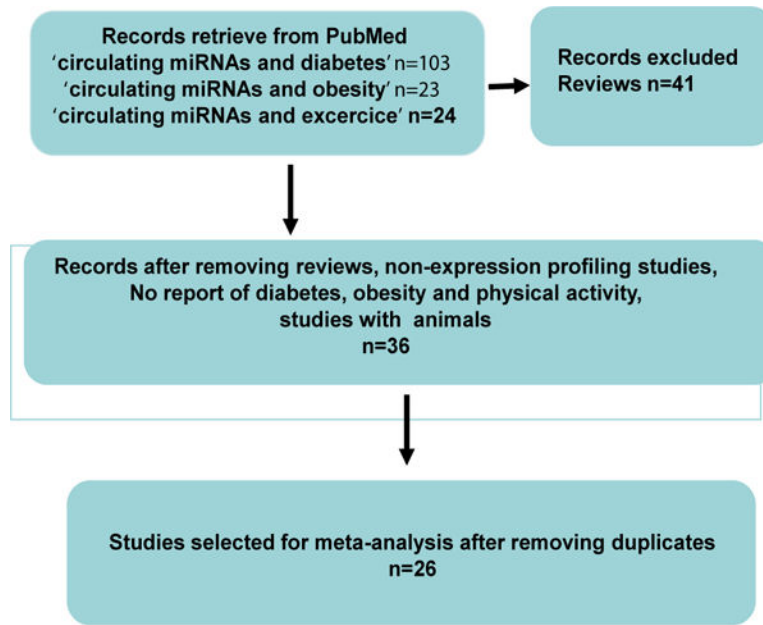 Records retrieve from PubMed
‘circulating miRNAs and diabetes’ n=103
‘circulating miRNAs and obesity’ n=23
‘circulating miRNAs and excercice’ n=24
Records excluded
Reviews n=41
Records after removing reviews, non-expression profiling studies,
No report of diabetes, obesity and physical activity,
studies with animals
n=36
Studies selected for meta-analysis after removing duplicates
n=26